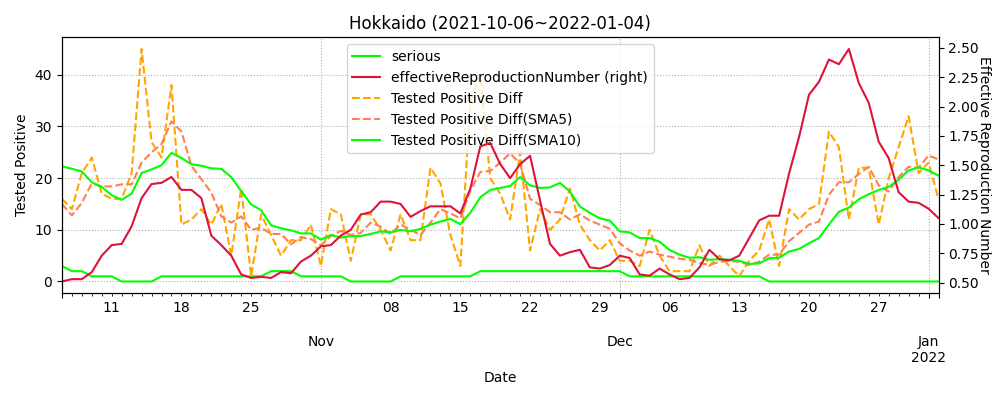 Hokkaido (2021-10-06~2022-01-04)
serious
effectiveReproductionNumber (right)
Tested Positive Diff
Tested Positive Diff(SMA5)
Tested Positive Diff(SMA10)
Tested Positive
40
30
20
10
0
2.50
2.25
2.00
1.75
1.50
1.25
1.00
0.75
0.50
Effective Reproduction Number
11 18 25 08 15 22 29 06 13 20 27
Nov Dec Jan
2022
Date